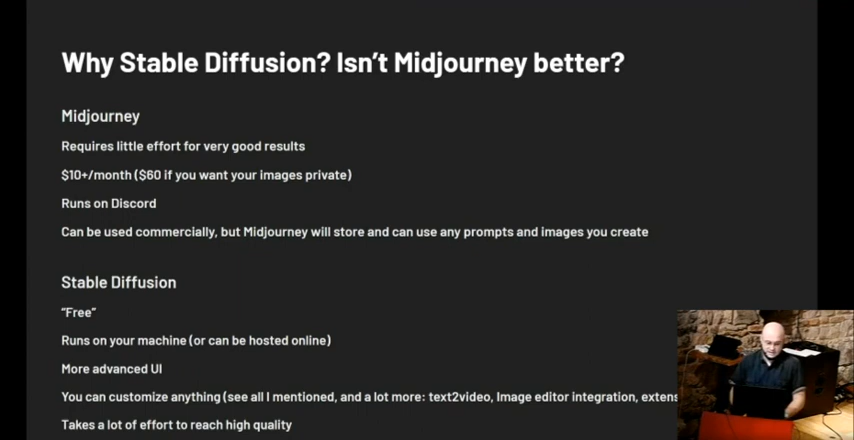 Why Stable Diffusion? Isn’t Midjourney better?
Midjourney
Requires little effort for very good results
$10+/month ($60 if you want your images private)
Runs on Discord
Can be used commercially, but Midjourney will store and can use any prompts and images you create
Stable Diffusion
“Free”
Runs on your machine (or can be hosted online)
More advanced UI
You can customize anything (see all I mentioned, and a lot more: text2video, Image editor integration, extens
Takes a lot of effort to reach high quality